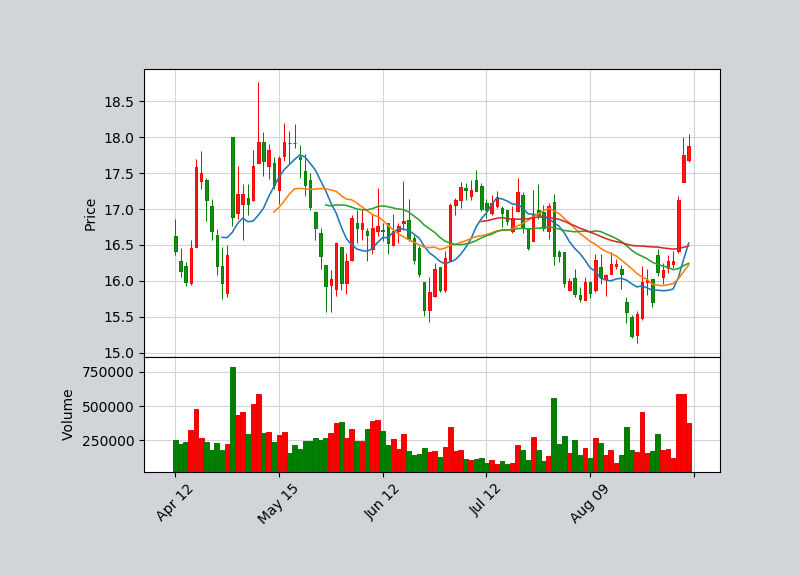 18.5
18.0
17.5
17.0
16.5
16.0
15.5
15.0
Price
750000
500000
250000
Volume
Apr 12
May 15
Jun 12
Jul 12
Aug 09